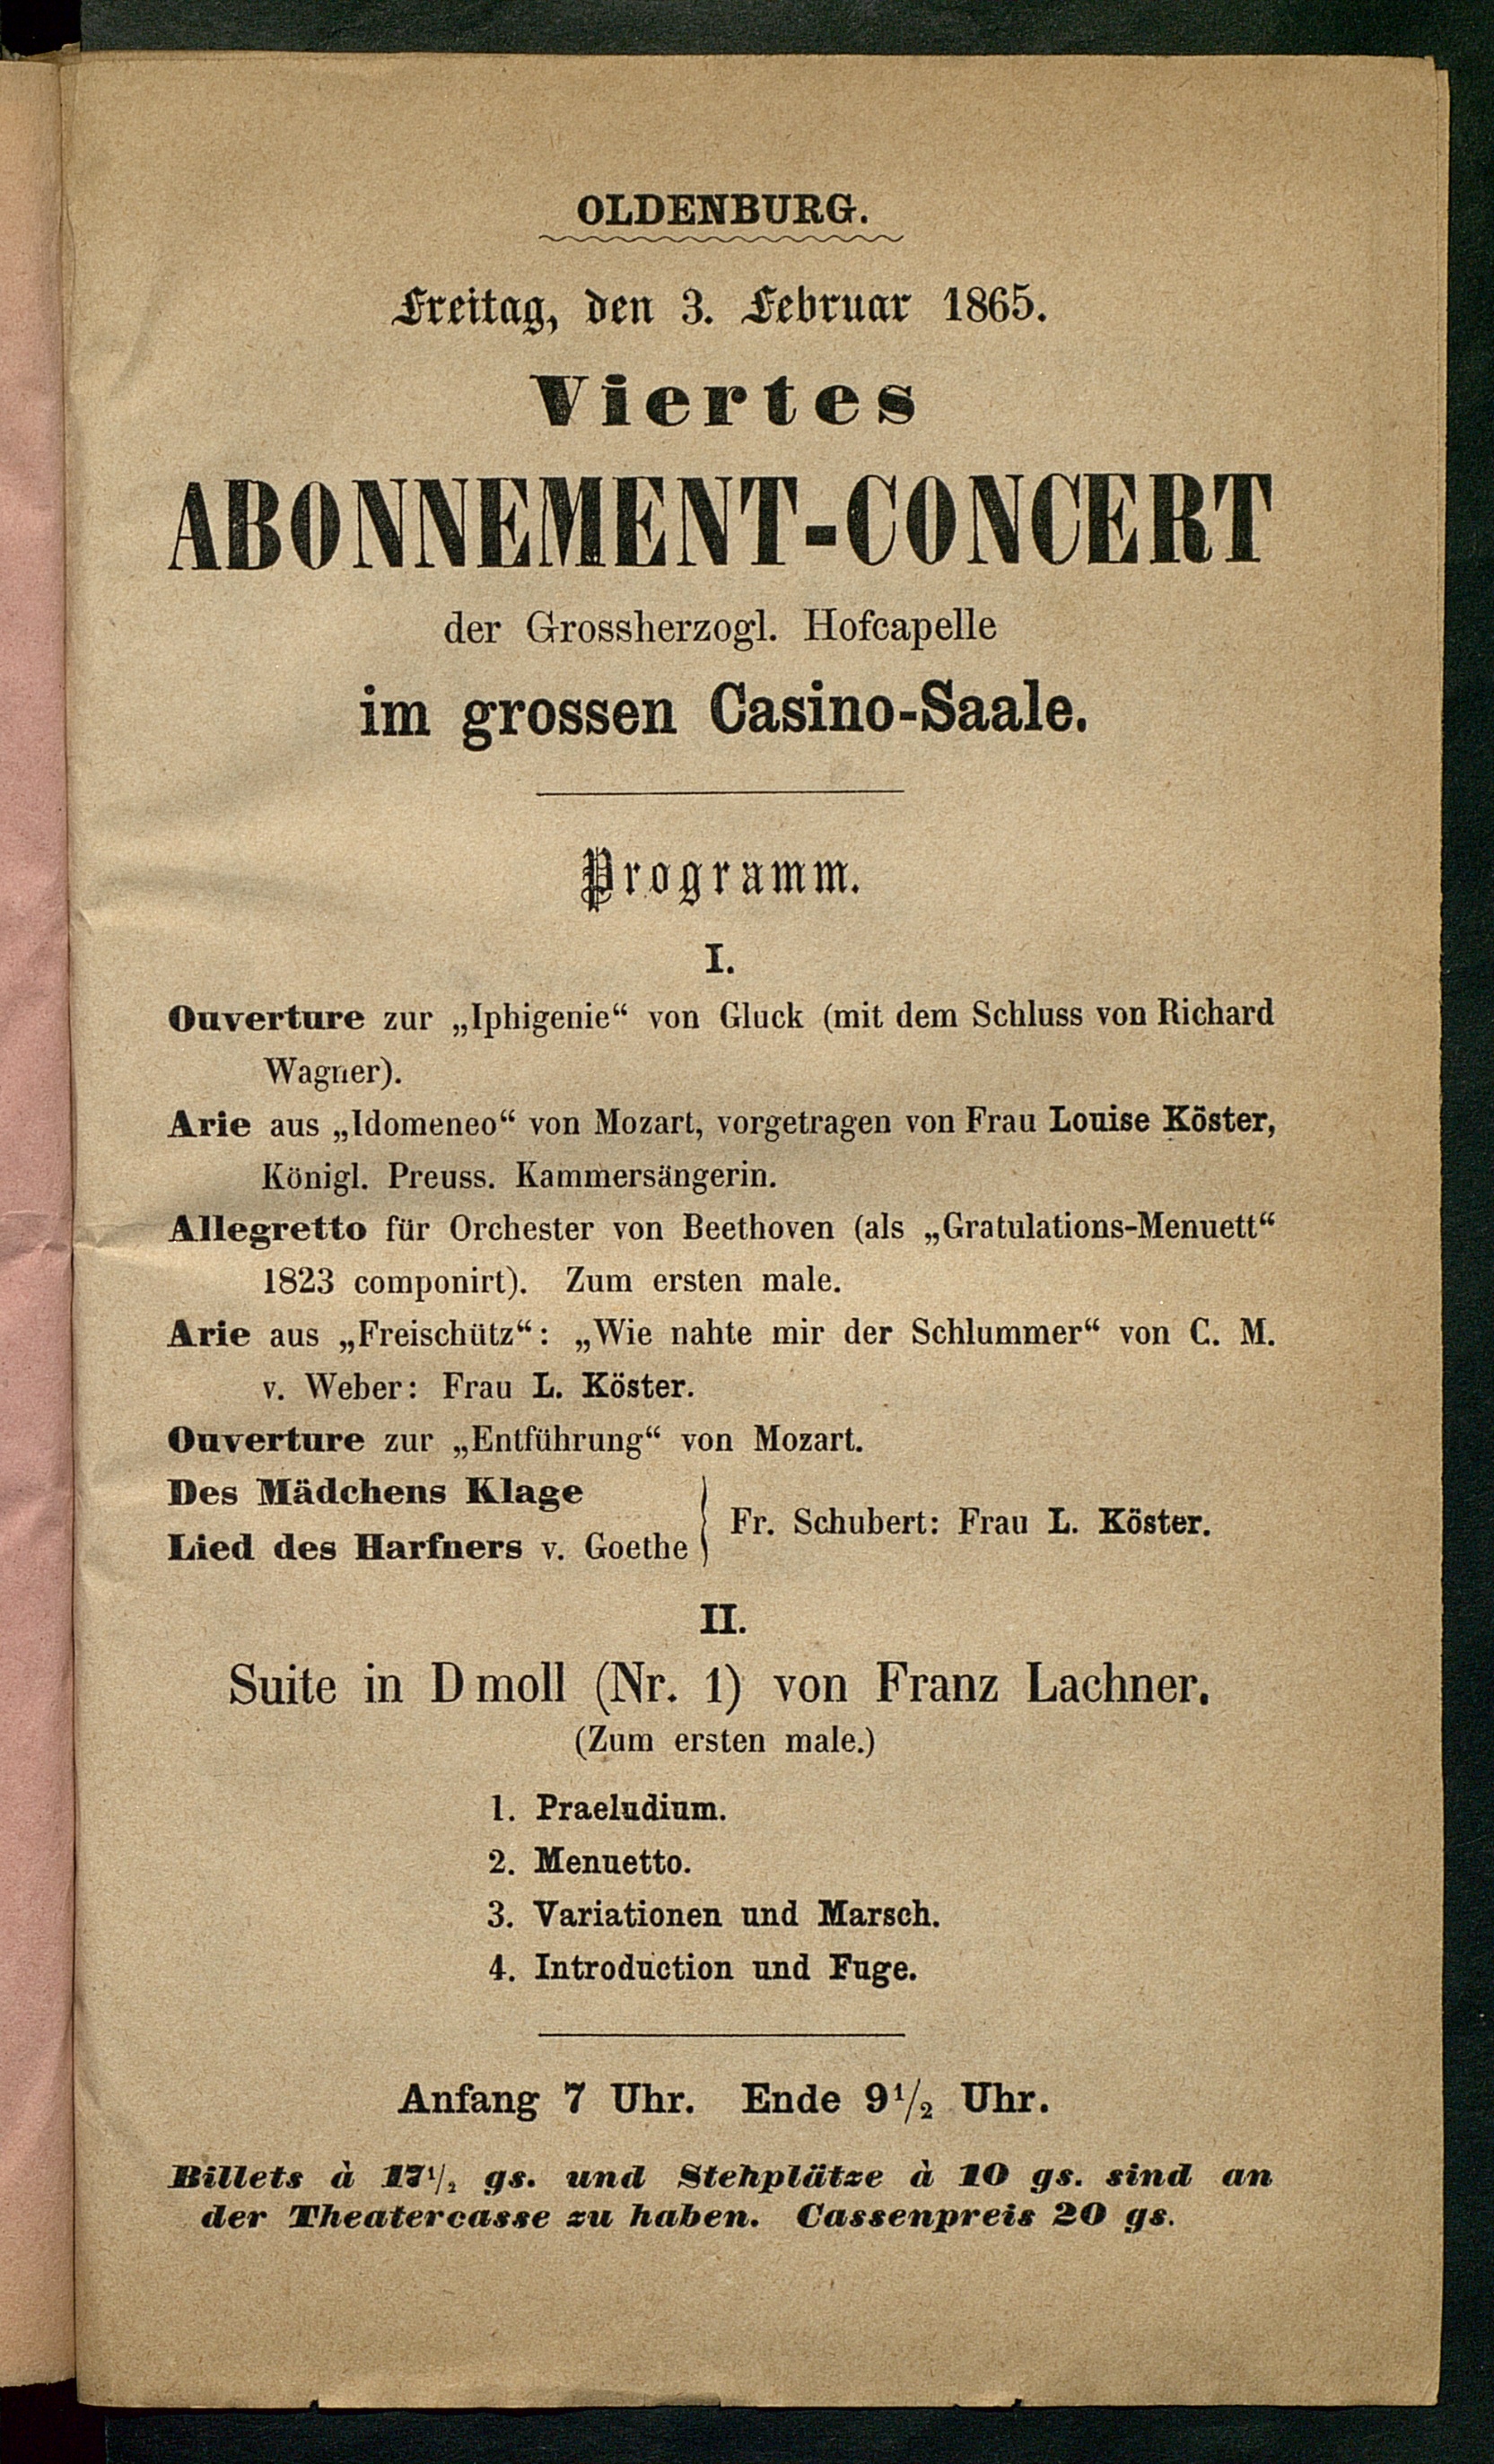 OLDENBURG.
Freitag, den 3. Februar 1865.
Viertes
ABONNEMENT-CONCERT
der Grossherzogl. Hofcapelle
im grossen Casino-Saale.
Programm.
I.
Ouverture zur „Iphigenie“ von Gluck (mit dem Schluss von Richard
Wagner).
Arie aus „Idomeneo“ von Mozart, vorgetragen von Frau Louise Köster,
Königl. Preuss. Kammersängerin.
Allegretto für Orchester von Beethoven (als „Gratulations-Menuett“
1823 componirt). Zum ersten male.
Arie aus „Freischütz“: „Wie nahte mir der Schlummer“ von C. M.
v. Weber: Frau L. Köster.
Ouverture zur „Entführung“ von Mozart.
Des Mädchens Klage
Lied des Harfners v. Goethe
Fr. Schubert: Frau L. Köster.
II.
Suite in D moll (Nr. 1) von Franz Lachner.
(Zum ersten male.)
1. Praeludium.
2. Menuetto.
3. Variationen und Marsch.
4. Introduction und Fuge.
Anfang 7 Uhr. Ende 9 1/2 Uhr.
Billets à 17 1/2 gs. und Stehplätze à 10 gs. sind an
der Theatercasse zu haben. Cassenpreis 20 gs.